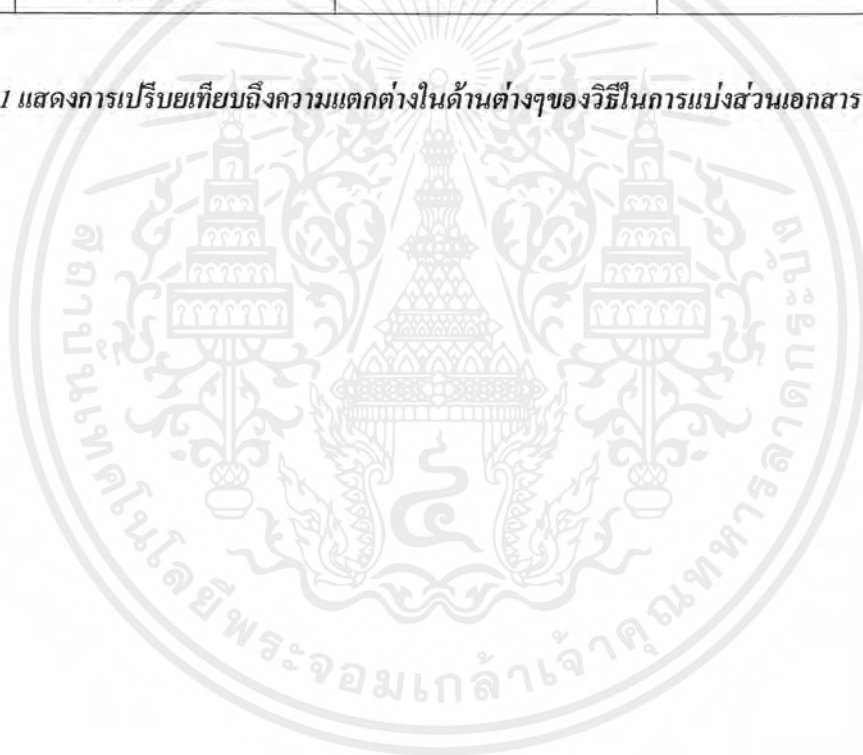 1 แสดงการเปรียบเทียบถึงความแตกต่างในด้านต่างๆของวิธีในการแบ่งส่วนเอกสาร
สถาบันเทคโนโลยีพระจอมเกล้าเจ้าคุณทหารลาดกระบัง